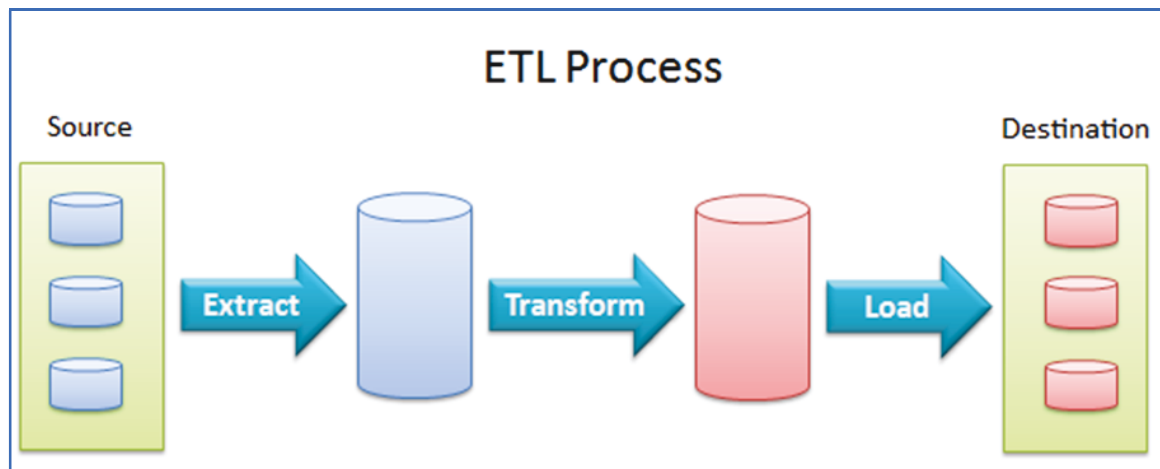 ETL Process
Source
Destination
Extract
Transform
Load